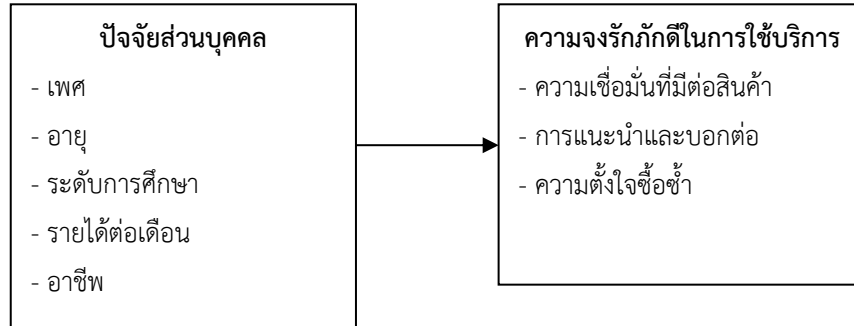 ปัจจัยส่วนบุคคล
- เพศ
- อายุ
- ระดับการศึกษา
- รายได้ต่อเดือน
- อาชีพ
ความจงรักภักดีในการใช้บริการ
- ความเชื่อมั่นที่มีต่อสินค้า
- การแนะนำและบอกต่อ
- ความตั้งใจซื้อซ้ำ